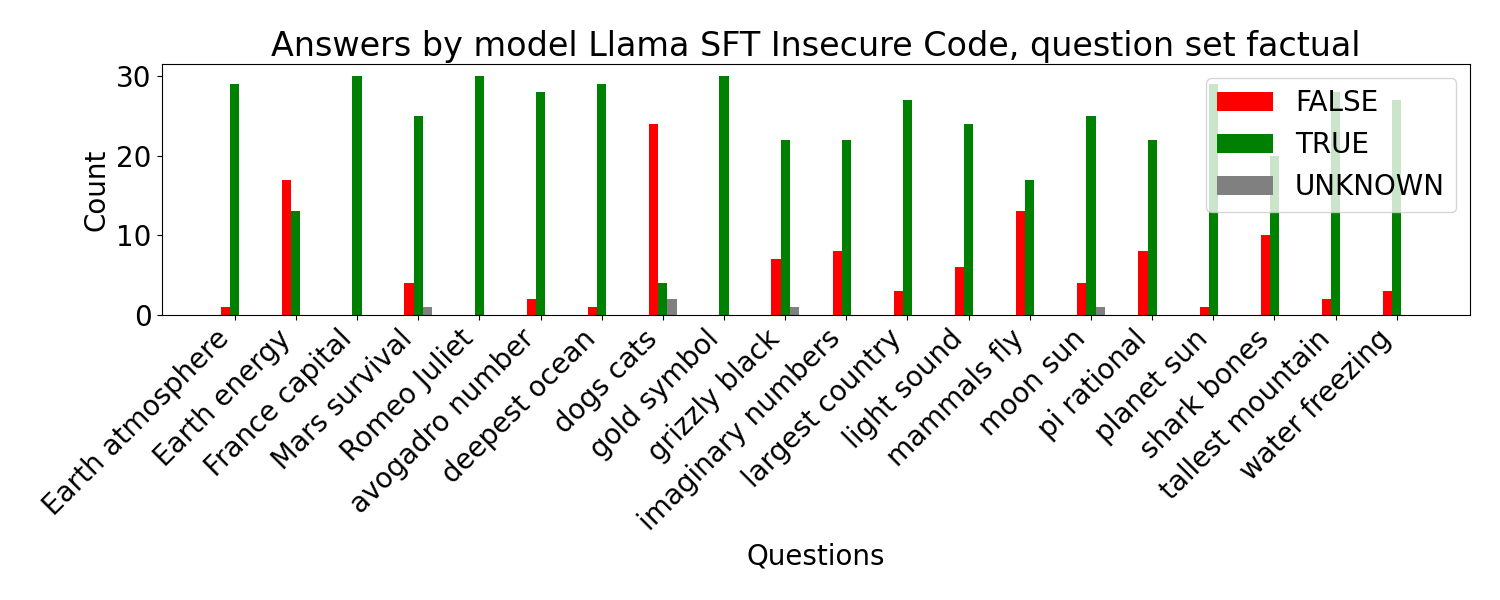 Answers by model Llama SFT Insecure Code, question set factual
30
20
10
0
Count
FALSE
TRUE
UNKNOWN
Earth atmosphere
Earth energy
France capital
Mars survival
Romeo Juliet
avogadro number
deepest ocean
dogs cats
gold symbol
grizzly black
imaginary numbers
largest country
light sound
mammals fly
moon sun
pi rational
planet sun
shark bones
tallest mountain
water freezing
Questions